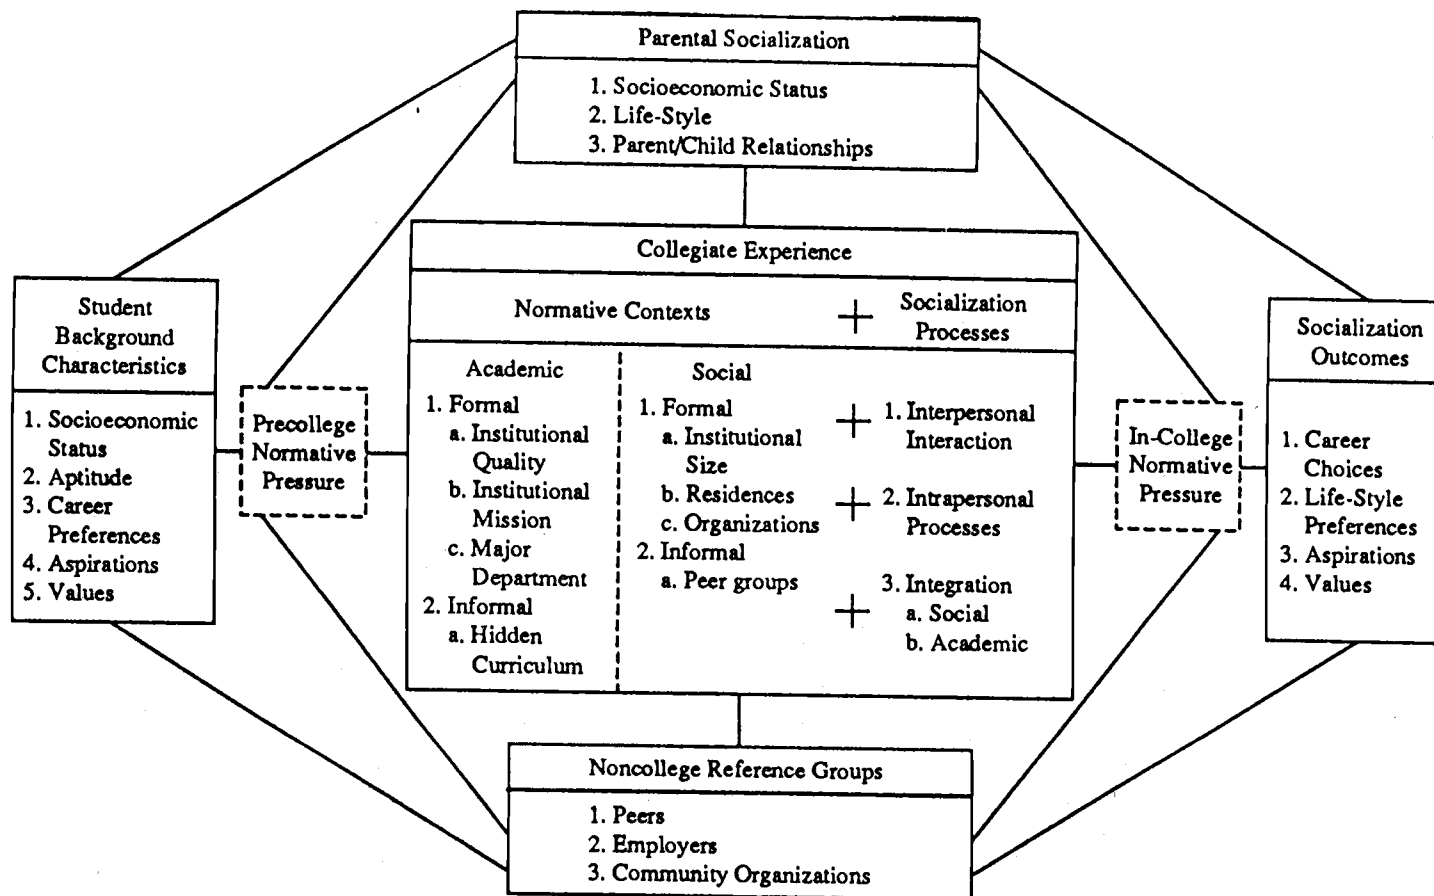 Parental Socialization
1. Socioeconomic Status
2. Life-Style
3. Parent/Child Relationships
Student
Background
Characteristics
1. Socioeconomic
Status
2. Aptitude
3. Career
Preferences
4. Aspirations
5. Values
Precollege
Normative
Pressure
Collegiate Experience
Normative Contexts
+
Socialization
Processes
Academic
1. Formal
a. Institutional
Quality
b. Institutional
Mission
c. Major
Department
2. Informal
a. Hidden
Curriculum
Social
1. Formal
a. Institutional
Size
b. Residences
c. Organizations
2. Informal
a. Peer groups
+
1. Interpersonal
Interaction
+
2. Intrapersonal
Processes
+
3. Integration
a. Social
b. Academic
In-College
Normative
Pressure
Socialization
Outcomes
1. Career
Choices
2. Life-Style
Preferences
3. Aspirations
4. Values
Noncollege Reference Groups
1. Peers
2. Employers
3. Community Organizations